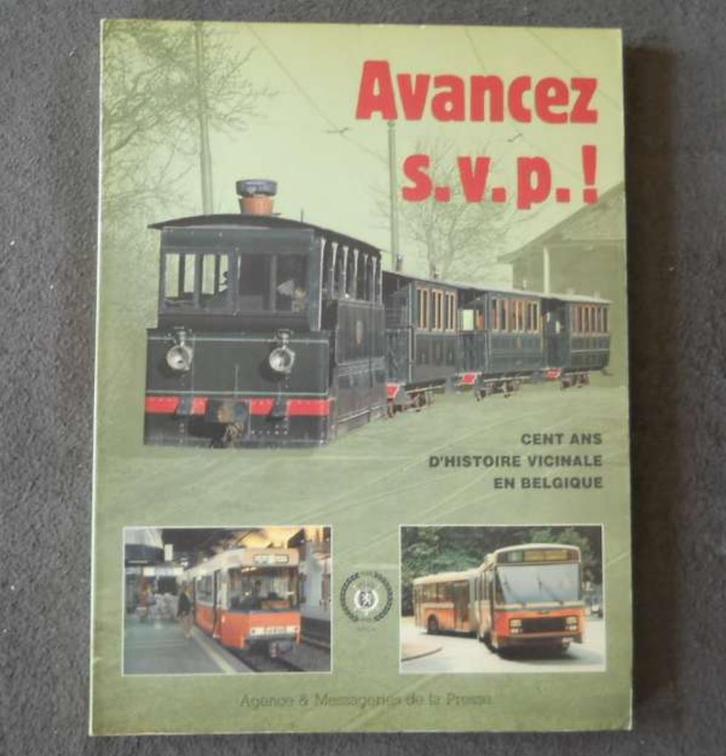 Avancez
s.v.p.!
CENT ANS
D'HISTOIRE VICINALE
EN BELGIQUE
Agence & Messageries de la Presse